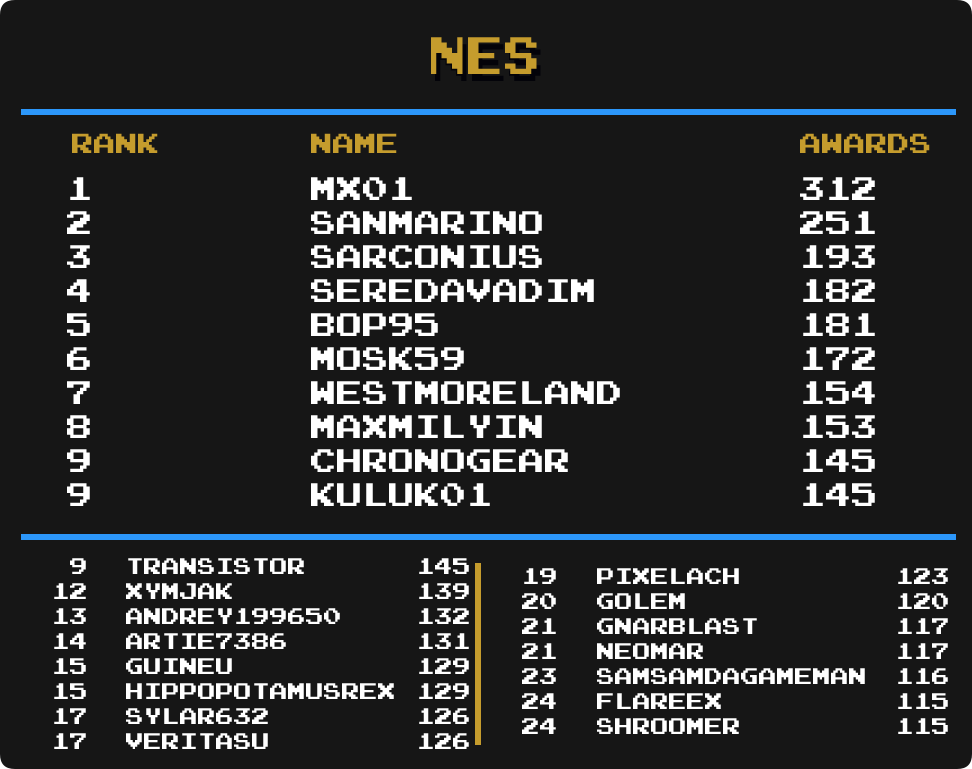 NES
RANK NAME AWARDS
1 MX01 312
2 SANMARINO 251
3 SARCONIUS 193
4 SEREDAVADIM 182
5 BOP95 181
6 MOSK59 172
7 WESTMORELAND 154
8 MAXMILYIN 153
9 CHRONOGEAR 145
9 KULUK01 145
9 TRANSISTOR 145
12 XYMJAK 139
13 ANDREY199650 132
14 ARTIE7386 131
15 GUINEU 129
15 HIPPOPOTAMUSREX 129
17 SYLAR632 126
17 VERITASU 126
19 PIXELACH 123
20 GOLEM 120
21 GNARBLAST 117
21 NEOMAR 117
23 SAMSAMDAGAMEMAN 116
24 FLAREEX 115
24 SHROOMER 115